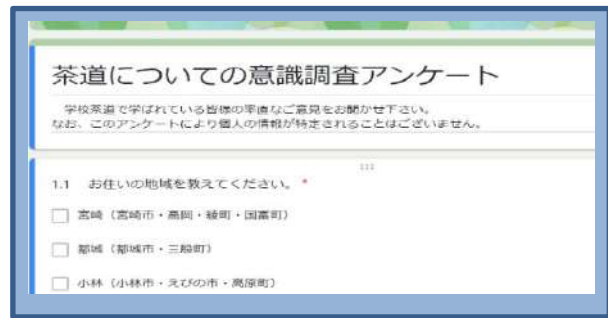 茶道についての意識調査アンケート
学校茶道で学ばれている皆様の率直なご意見をお聞かせ下さい。
なお、このアンケートにより個人の情報が特定されることはございません。
1.1 お住いの地域を教えてください。 *
宮崎（宮崎市・高岡・綾町・国富町）
都城（都城市・三股町）
小林（小林市・えびの市・高原町）